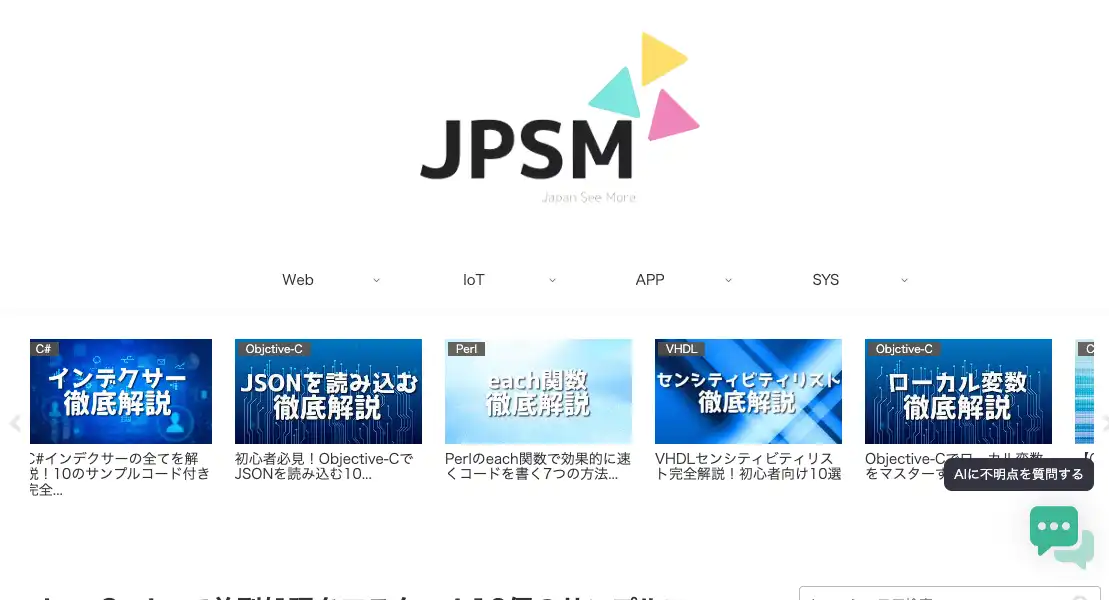 JPSM
Japan See More
Web
IoT
APP
SYS
C#
インデクサー
徹底解説
C#インデクサーの全てを解
説！10のサンプルコード付き
完全...
Objctive-C
JSONを読み込む
徹底解説
初心者必見！Objective-Cで
JSONを読み込む10...
Perl
each関数
徹底解説
Perlのeach関数で効果的に速
くコードを書く7つの方法...
VHDL
センシティビティリスト
徹底解説
VHDLセンシティビティリス
ト完全解説！初心者向け10選
Objctive-C
ローカル変数
徹底解説
Objective-Cでローカル変数
をマスターす
C
AIに不明点を質問する